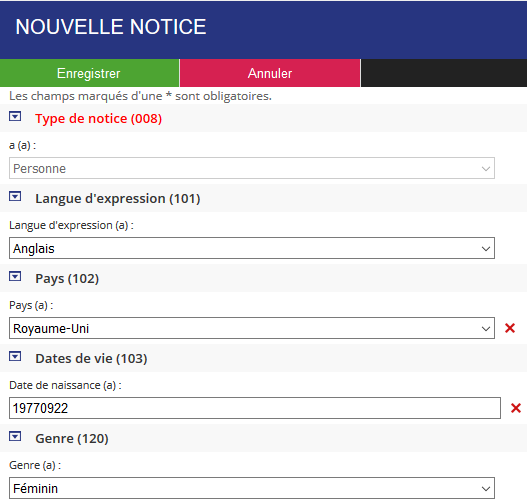 NOUVELLE NOTICE
Enregistrer Annuler
Les champs marqués d'une * sont obligatoires.
Type de notice (008)
a (a) :
Personne
Langue d'expression (101)
Langue d'expression (a) :
Anglais
Pays (102)
Pays (a) :
Royaume-Uni
Dates de vie (103)
Date de naissance (a) :
19770922
Genre (120)
Genre (a) :
Féminin